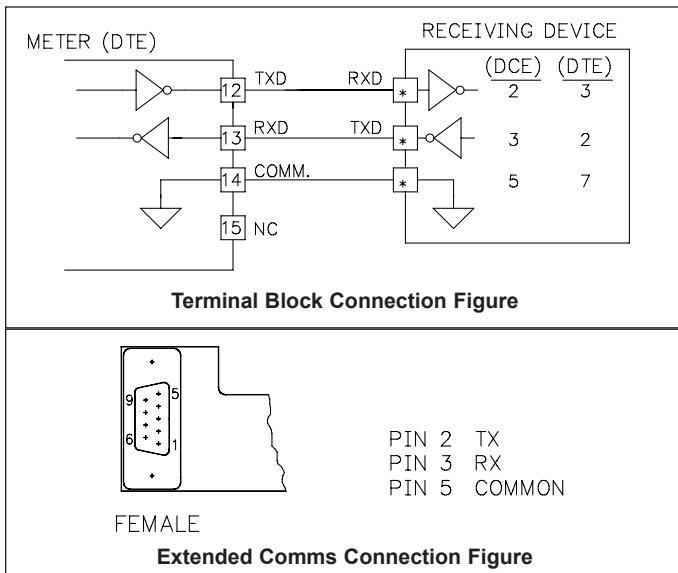 METER (DTE)
RECEIVING DEVICE
(DCE) (DTE)
12 TXD RXD * 2 3
13 RXD TXD * 3 2
14 COMM. * 5 7
15 NC
Terminal Block Connection Figure
9 5
6 1
PIN 2 TX
PIN 3 RX
PIN 5 COMMON
FEMALE
Extended Comms Connection Figure